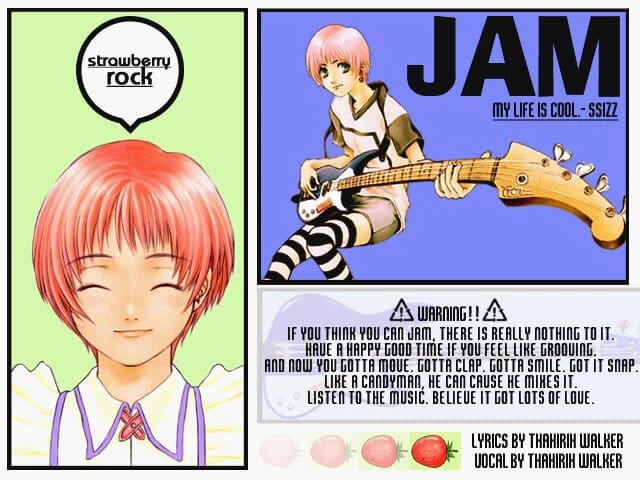 strawberry
rock
JAM
MY LIFE IS COOL.- SSIZZ
WARNING!!
IF YOU THINK YOU CAN JAM, THERE IS REALLY NOTHING TO IT.
HAVE A HAPPY GOOD TIME IF YOU FEEL LIKE GROOVING.
AND NOW YOU GOTTA MOVE. GOTTA CLAP. GOTTA SMILE. GOT IT SNAP.
LIKE A CANDYMAN, HE CAN CAUSE HE MIXES IT.
LISTEN TO THE MUSIC. BELIEVE IT GOT LOTS OF LOVE.
LYRICS BY THAHIRIH WALKER
VOCAL BY THAHIRIH WALKER